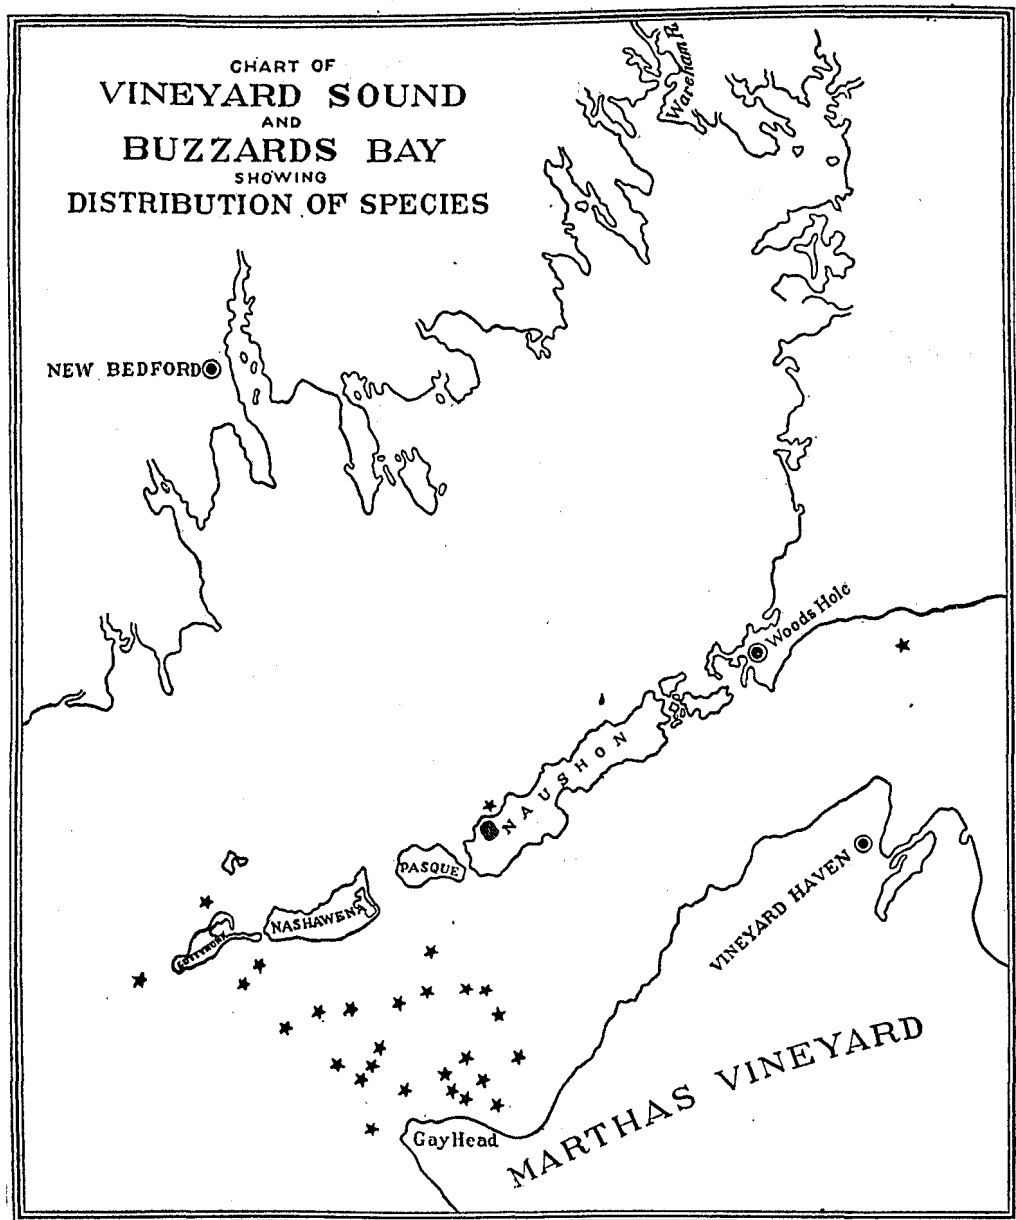 CHART OF
VINEYARD SOUND
AND
BUZZARDS BAY
SHOWING
DISTRIBUTION OF SPECIES
Wareham R.
NEW BEDFORD
Woods Hole
NAUSHON
PASQUE
NASHAWENA
CUTTYHUNK
VINEYARD HAVEN
MARTHAS VINEYARD
Gay Head